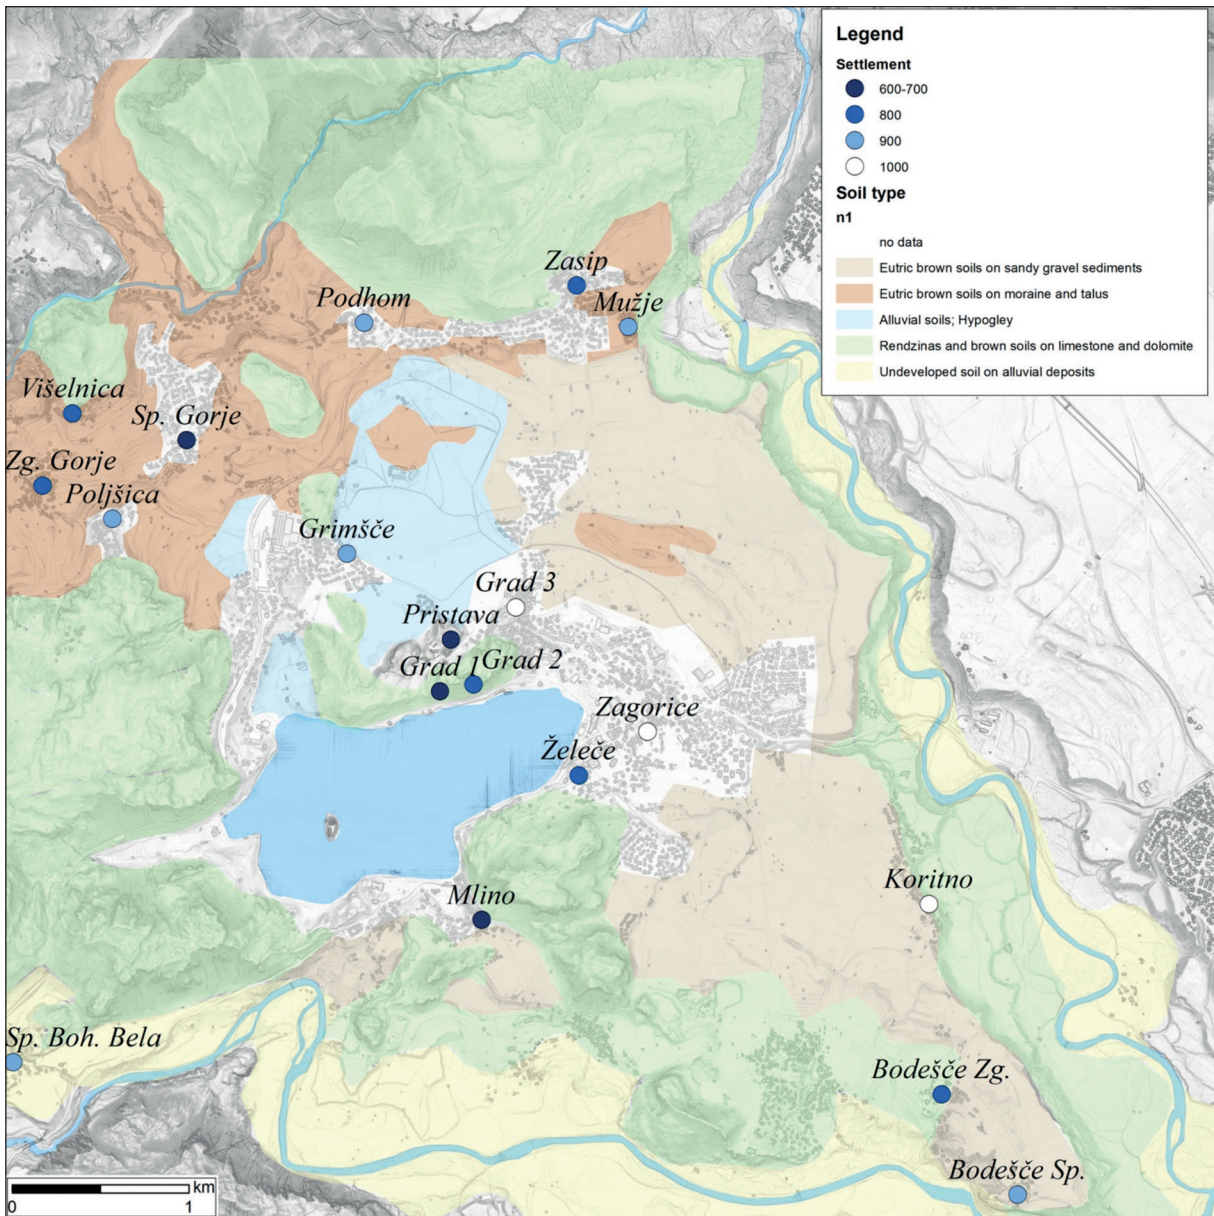 Legend
Settlement
600-700
800
900
1000
Soil type
n1
no data
Eutric brown soils on sandy gravel sediments
Eutric brown soils on moraine and talus
Alluvial soils; Hypogley
Rendzinas and brown soils on limestone and dolomite
Undeveloped soil on alluvial deposits
Zasip
Podhom
Mužje
Višelnica
Sp. Gorje
Zg. Gorje
Poljšica
Grimšče
Grad 3
Pristava
Grad 1
Grad 2
Zagorice
Želeče
Koritno
Mlino
Sp. Boh. Bela
Bodešče Zg.
Bodešče Sp.
km
0 1